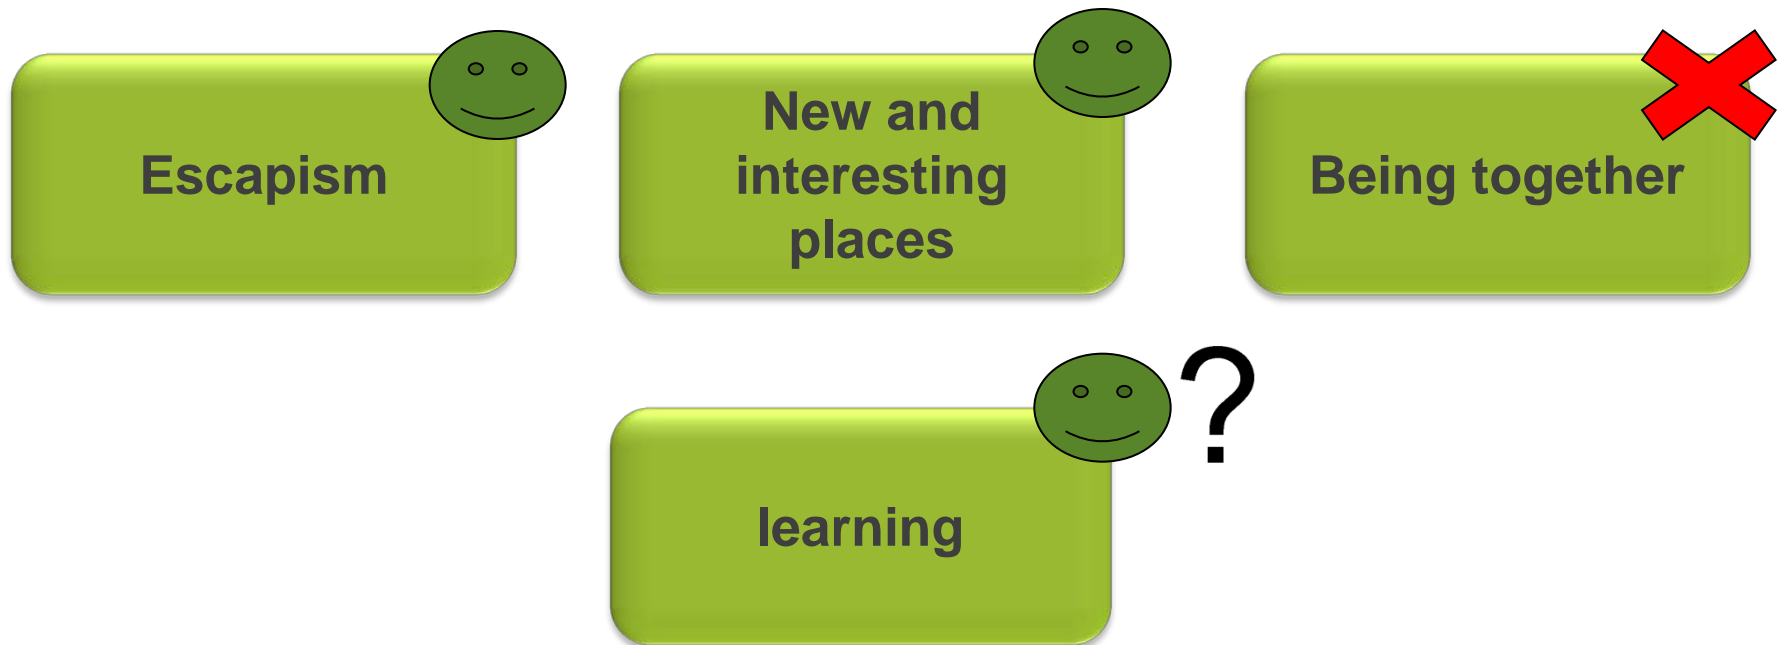 Escapism
New and
interesting
places
Being together
?
learning